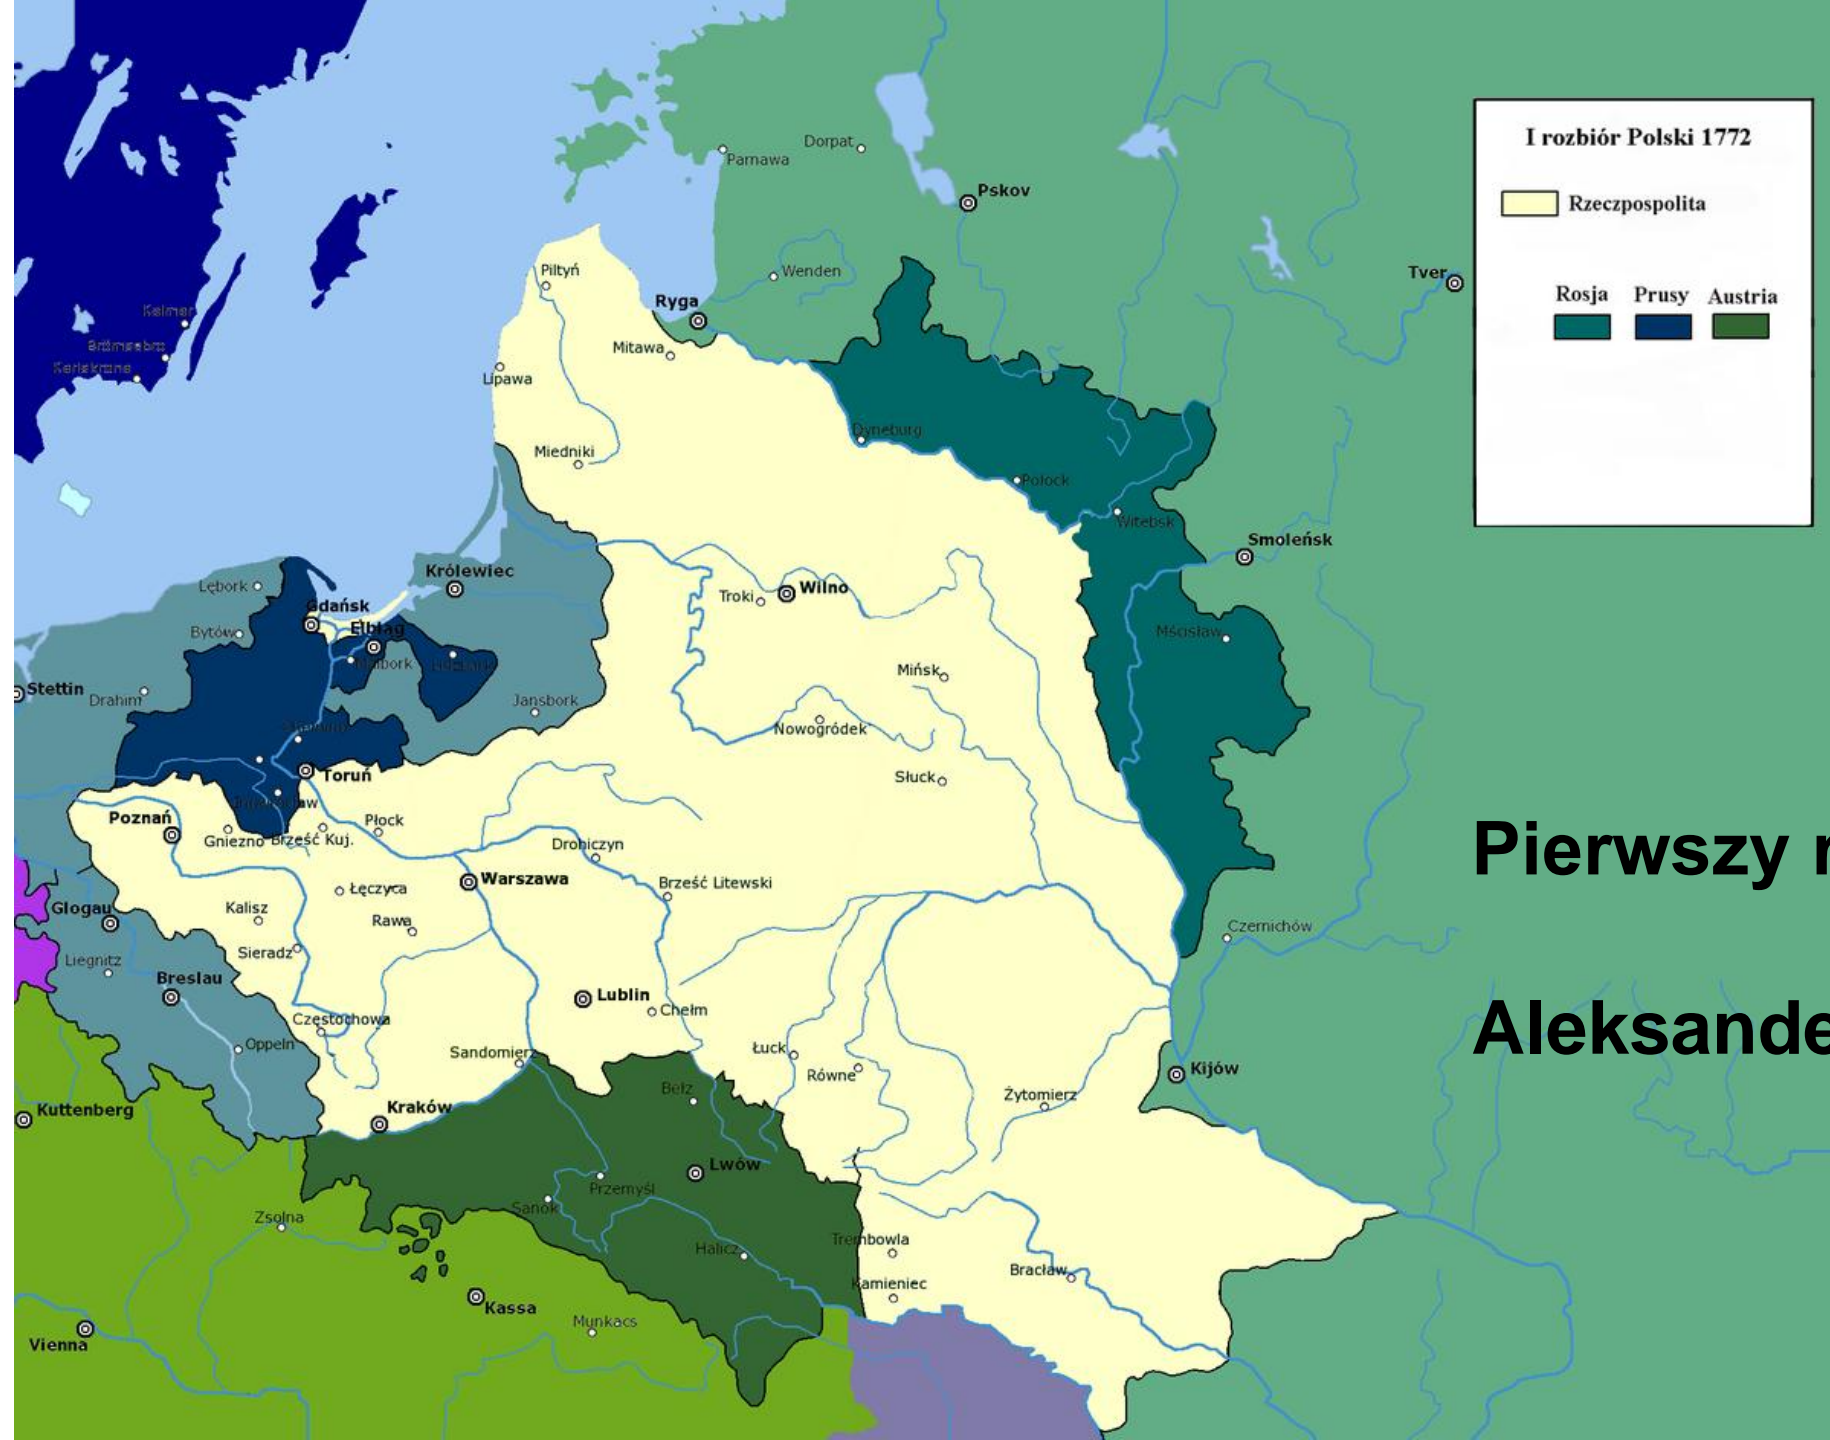 I rozbiór Polski 1772
Rzeczpospolita
Rosja Prusy Austria
Pierwszy r
Aleksande
Parnawa
Dorpat
Pskov
Wenden
Tver
Piltyń
Ryga
Mitawa
Lipawa
Kalmar
Brömsebro
Karlskrona
Dyneburg
Miedniki
Połock
Witebsk
Smoleńsk
Królewiec
Lębork
Gdańsk
Elbląg
Bytów
Malbork
Troki
Wilno
Mścisław
Mińsk
Stettin
Drahim
Jansbork
Nowogródek
Słuck
Toruń
Poznań
Gniezno
Brześć Kuj.
Płock
Drohiczyn
Warszawa
Brześć Litewski
Łęczyca
Glogau
Kalisz
Rawa
Sieradz
Czernichów
Liegnitz
Breslau
Lublin
Chełm
Częstochowa
Oppeln
Sandomierz
Łuck
Równe
Kijów
Bełz
Żytomierz
Kuttenberg
Kraków
Lwów
Przemyśl
Sanok
Zsolna
Halicz
Trembowla
Bracław
Kamieniec
Kassa
Munkacs
Vienna